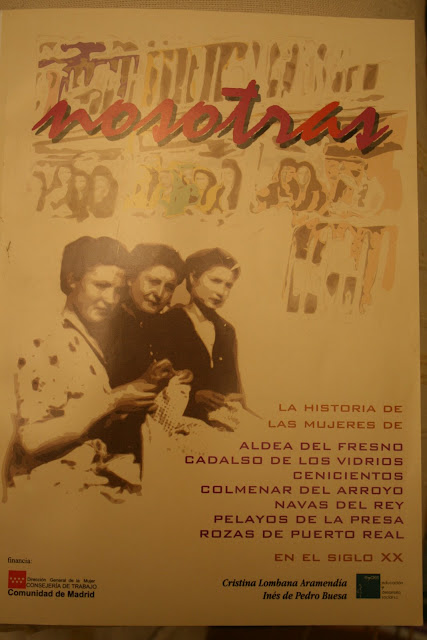 nosotras
LA HISTORIA DE
LAS MUJERES DE
ALDEA DEL FRESNO
CADALSO DE LOS VIDRIOS
CENICIENTOS
COLMENAR DEL ARROYO
NAVAS DEL REY
PELAYOS DE LA PRESA
ROZAS DE PUERTO REAL
EN EL SIGLO XX
financia:
Dirección General de la Mujer
CONSEJERÍA DE TRABAJO
Comunidad de Madrid
Cristina Lombana Aramendía
Inés de Pedro Buesa